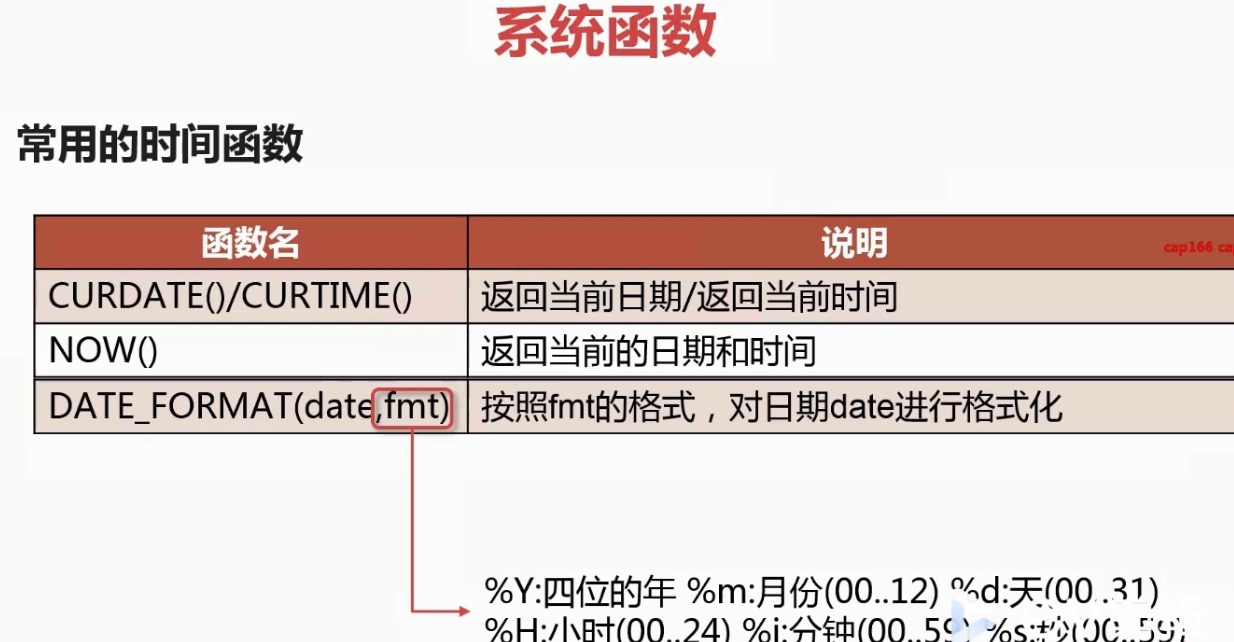 系统函数
常用的时间函数
函数名 说明
cap166
CURDATE()/CURTIME() 返回当前日期/返回当前时间
NOW() 返回当前的日期和时间
DATE_FORMAT(date,fmt) 按照fmt的格式，对日期date进行格式化
%Y:四位的年 %m:月份(00..12) %d:天(00..31)
%H:小时(00..24) %i:分钟(00..59) %s:秒(00..59)